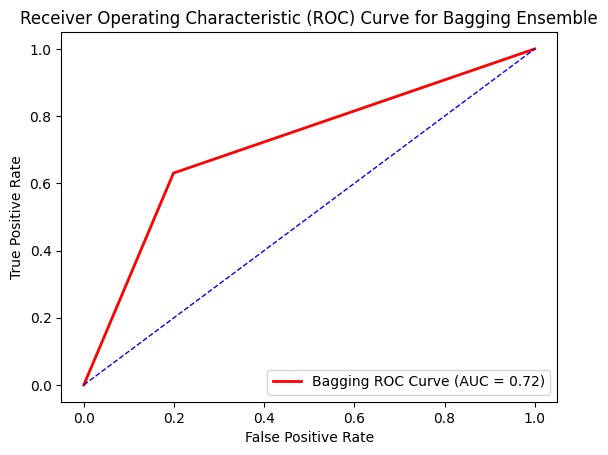 Receiver Operating Characteristic (ROC) Curve for Bagging Ensemble
1.0
0.8
0.6
0.4
0.2
0.0
True Positive Rate
Bagging ROC Curve (AUC = 0.72)
0.0 0.2 0.4 0.6 0.8 1.0
False Positive Rate